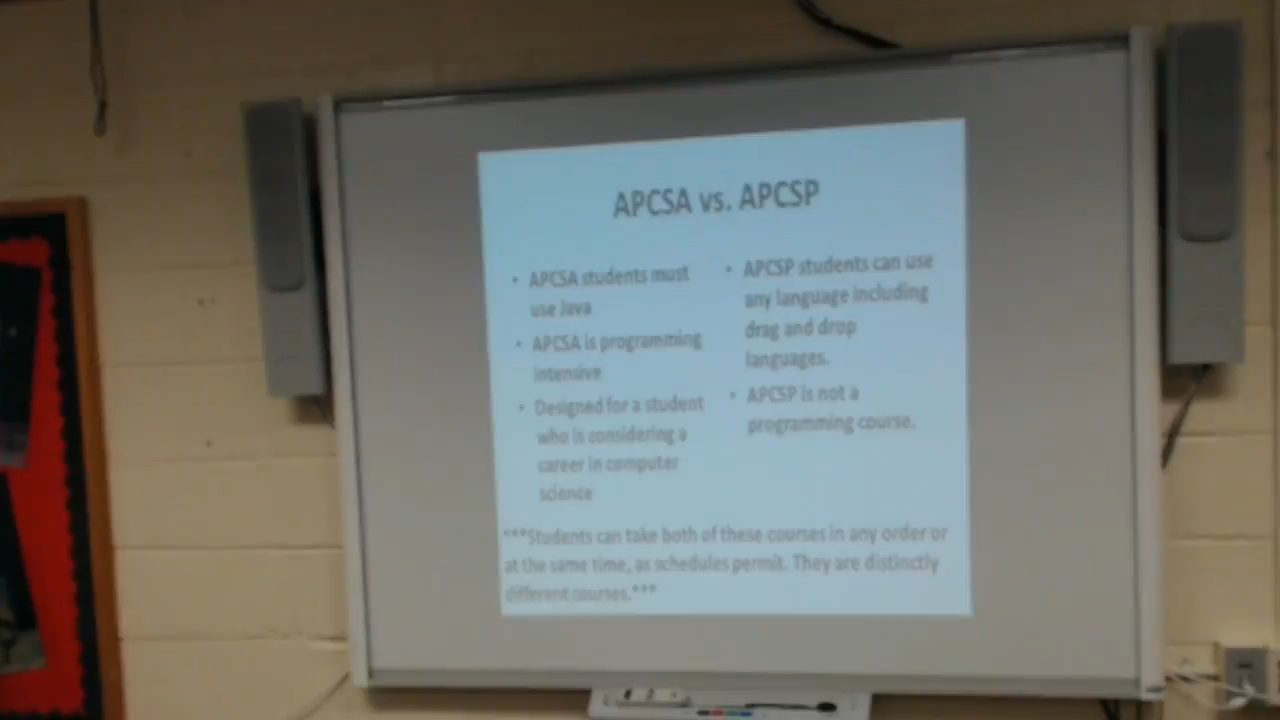 APCSA vs. APCSP
• APCSA students must
use Java
• APCSA is programming
intensive
• Designed for a student
who is considering a
career in computer
science
• APCSP students can use
any language including
drag and drop
languages.
• APCSP is not a
programming course.
***Students can take both of these courses in any order or
at the same time, as schedules permit. They are distinctly
different courses.***